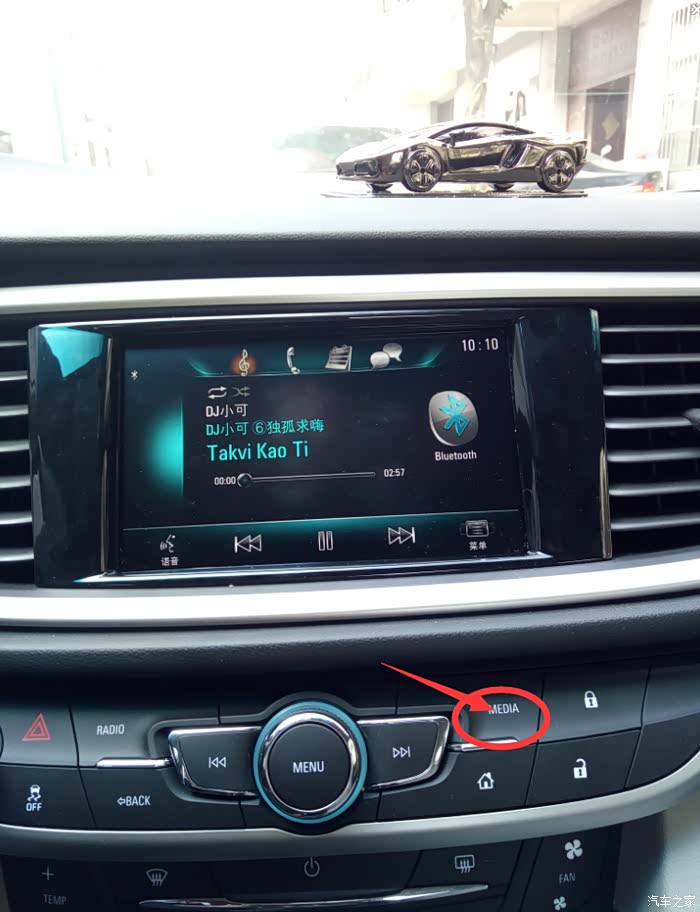 10:10
DJ小可
DJ小可 ⑥独孤求嗨
Takvi Kao Ti
Bluetooth
00:00
02:57
语音
菜单
RADIO
MEDIA
MENU
OFF
BACK
+
TEMP
FAN
汽车之家